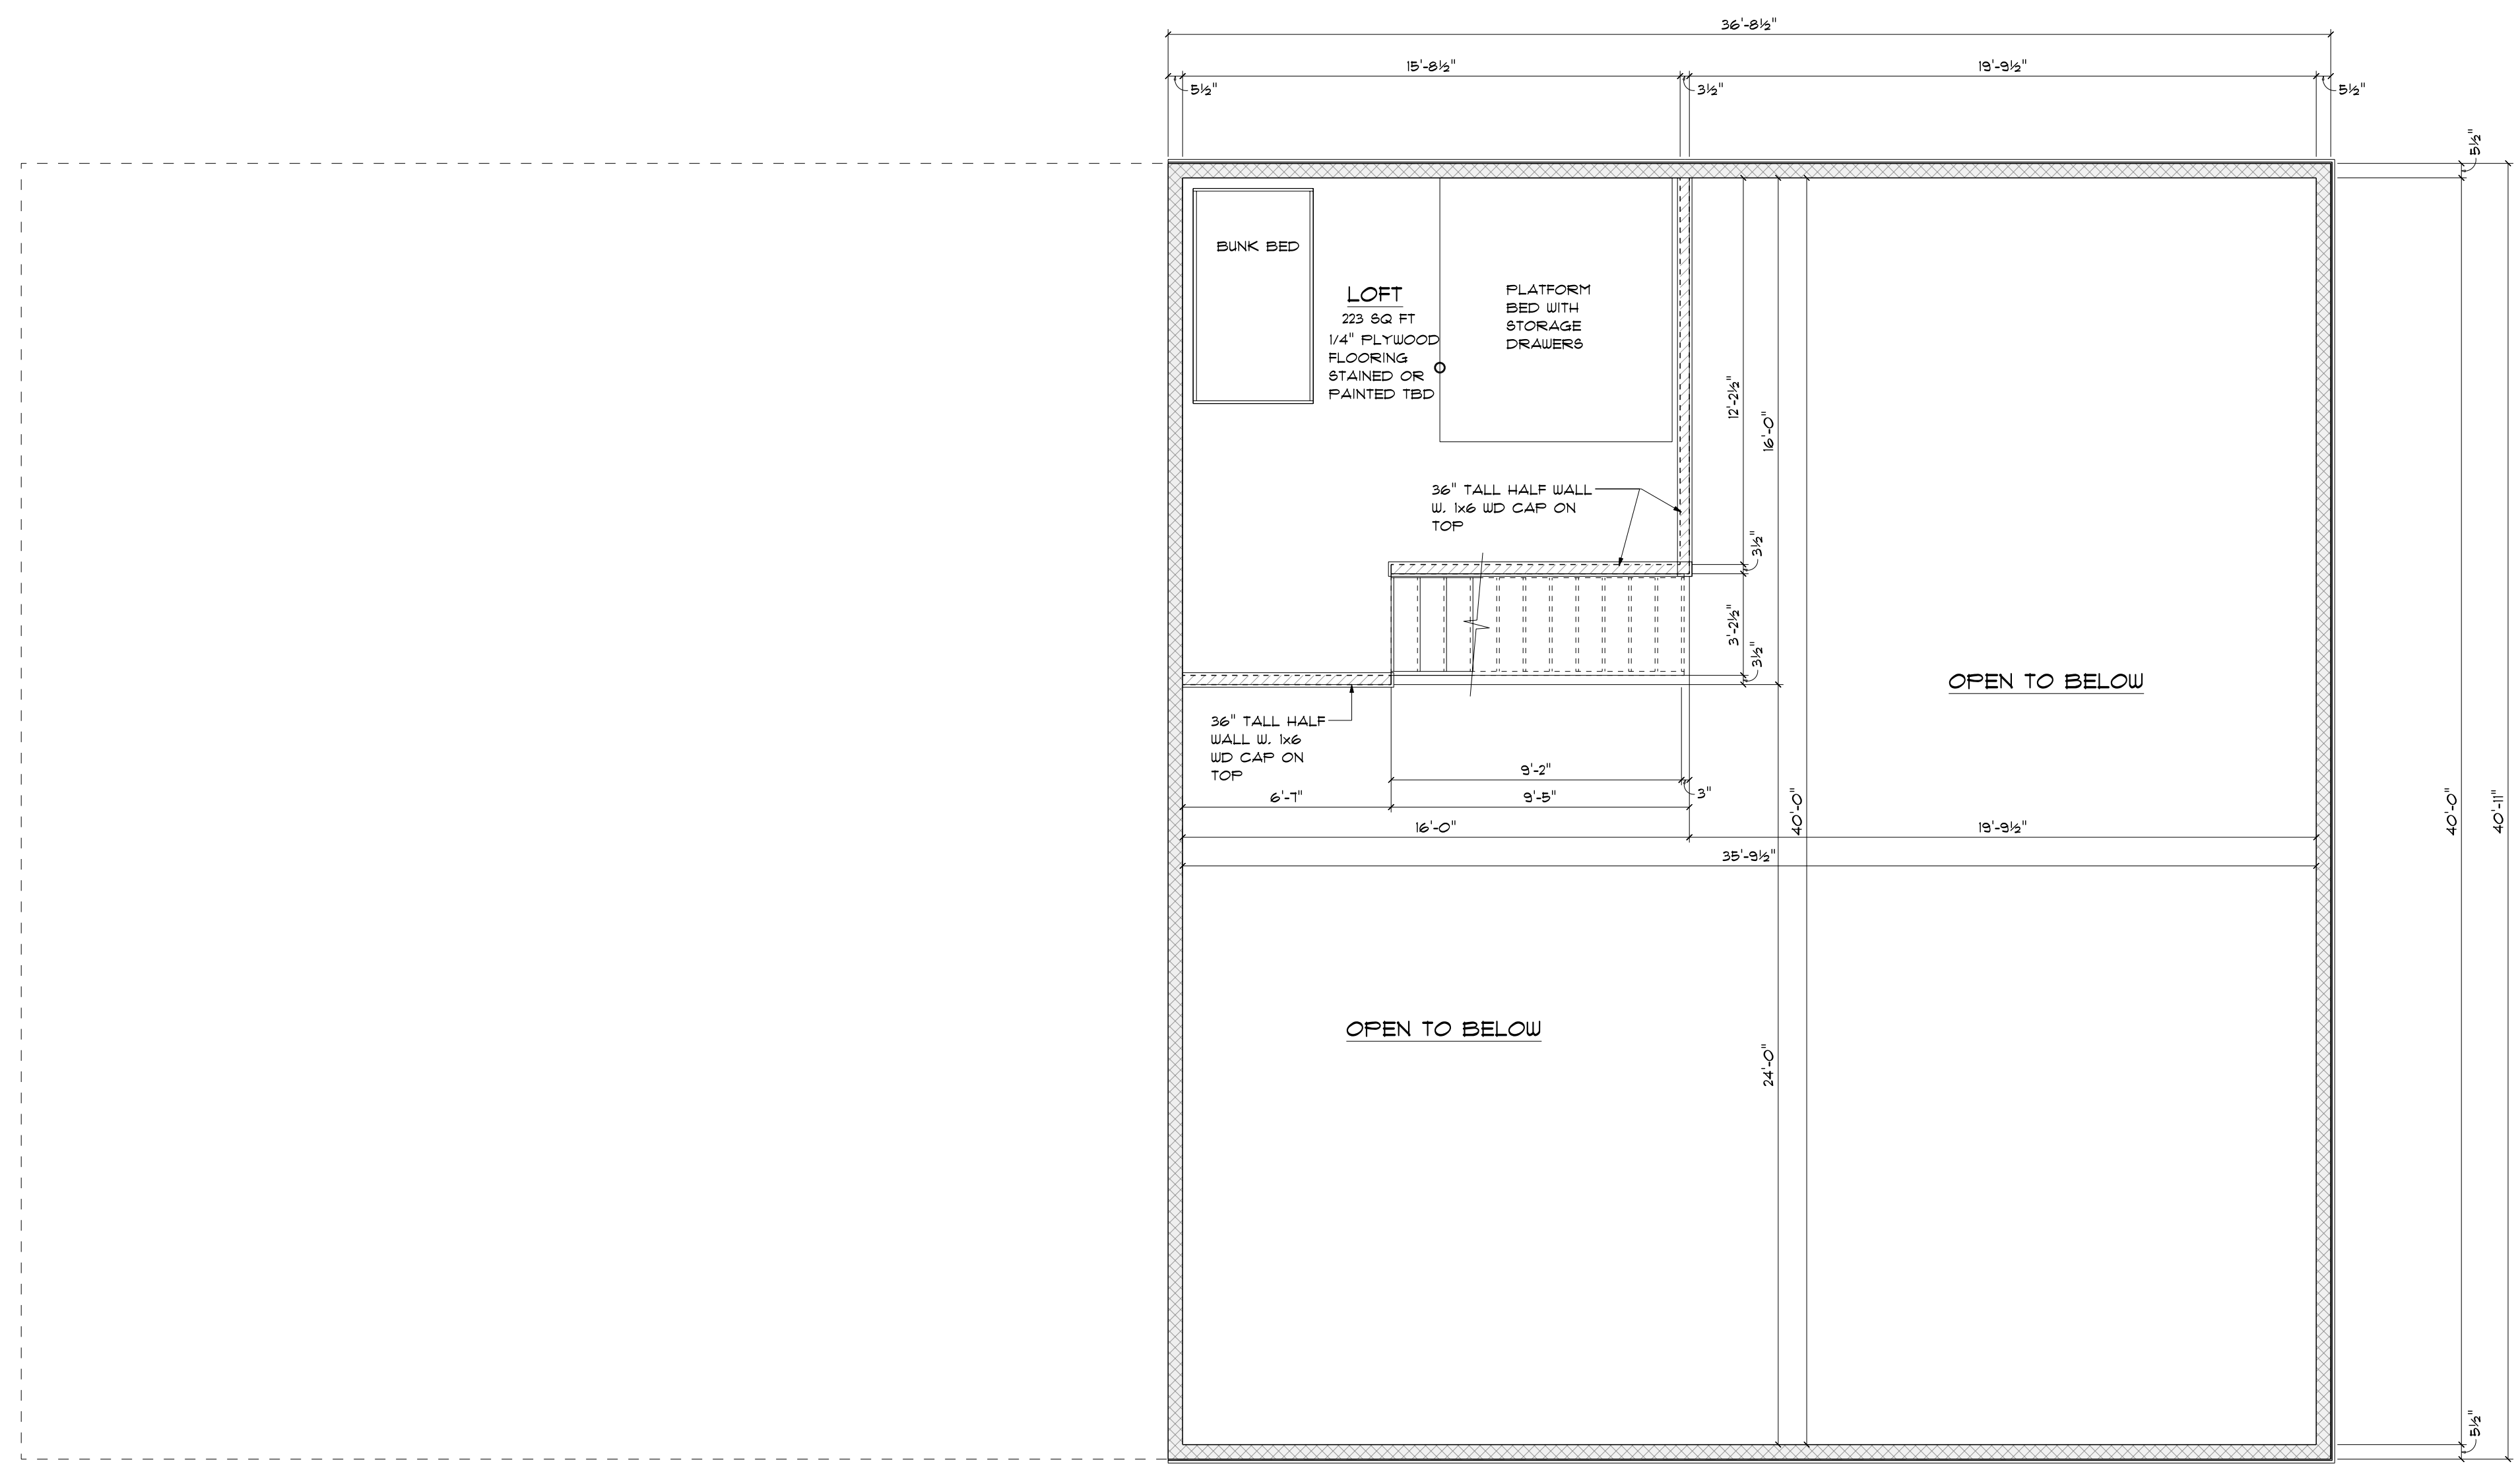 36'-8½"
15'-8½"
19'-9½"
5½"
3½"
5½"
5½"
BUNK BED
LOFT
223 SQ FT
1/4" PLYWOOD
FLOORING
STAINED OR
PAINTED TBD
PLATFORM
BED WITH
STORAGE
DRAWERS
12'-2½"
16'-0"
36" TALL HALF WALL
W. 1x6 WD CAP ON
TOP
3½"
3'-2½"
3½"
OPEN TO BELOW
36" TALL HALF
WALL W. 1x6
WD CAP ON
TOP
9'-2"
3"
6'-7"
9'-5"
16'-0"
19'-9½"
35'-9½"
40'-0"
40'-0"
40'-11"
OPEN TO BELOW
24'-0"
5½"